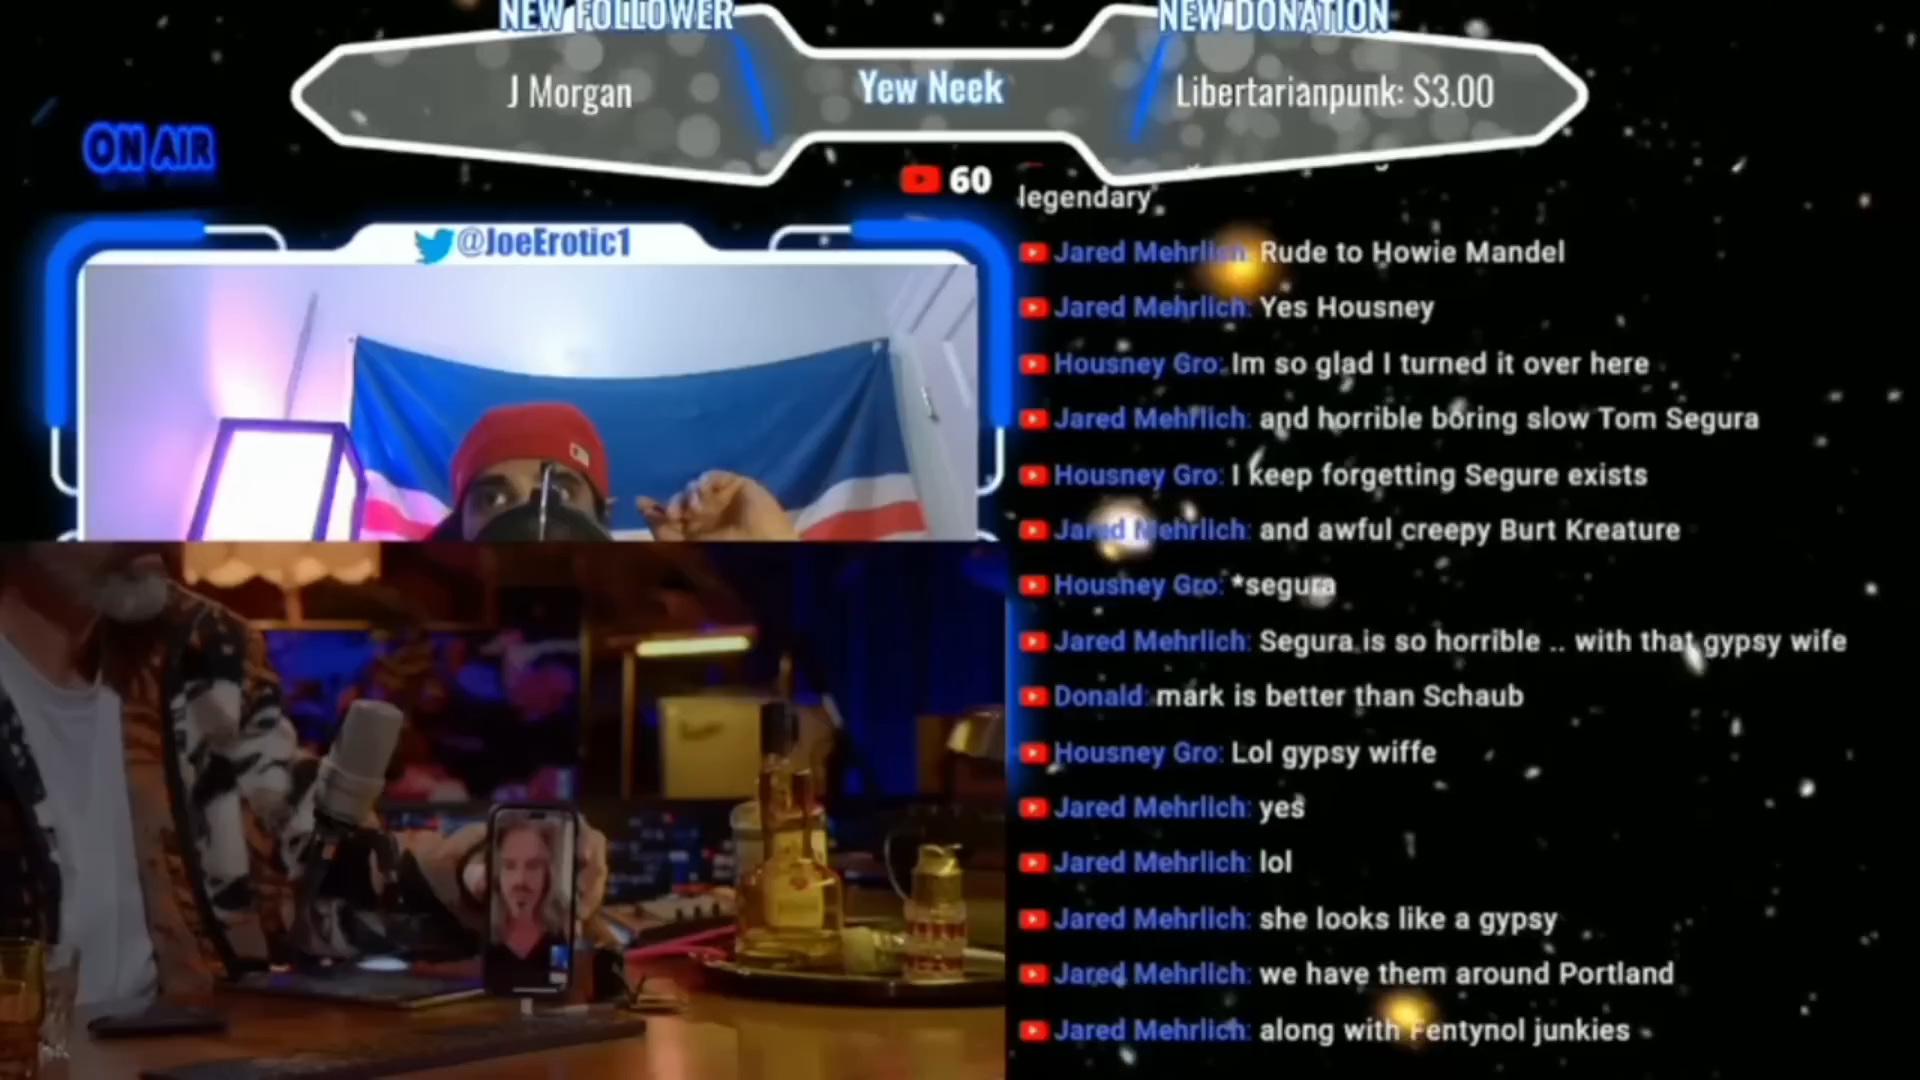 NEW FOLLOWER
NEW DONATION
J Morgan
Yew Neek
Libertarianpunk: $3.00
ON AIR
60
@JoeErotic1
legendary.
Jared Mehrlich: Rude to Howie Mandel
Jared Mehrlich: Yes Housney
Housney Gro: Im so glad I turned it over here
Jared Mehrlich: and horrible boring slow Tom Segura
Housney Gro: I keep forgetting Segure exists
Jared Mehrlich: and awful creepy Burt Kreature
Housney Gro: *segura
Jared Mehrlich: Segura is so horrible .. with that gypsy wife
Donald: mark is better than Schaub
Housney Gro: Lol gypsy wiffe
Jared Mehrlich: yes
Jared Mehrlich: lol
Jared Mehrlich: she looks like a gypsy
Jared Mehrlich: we have them around Portland
Jared Mehrlich: along with Fentynol junkies